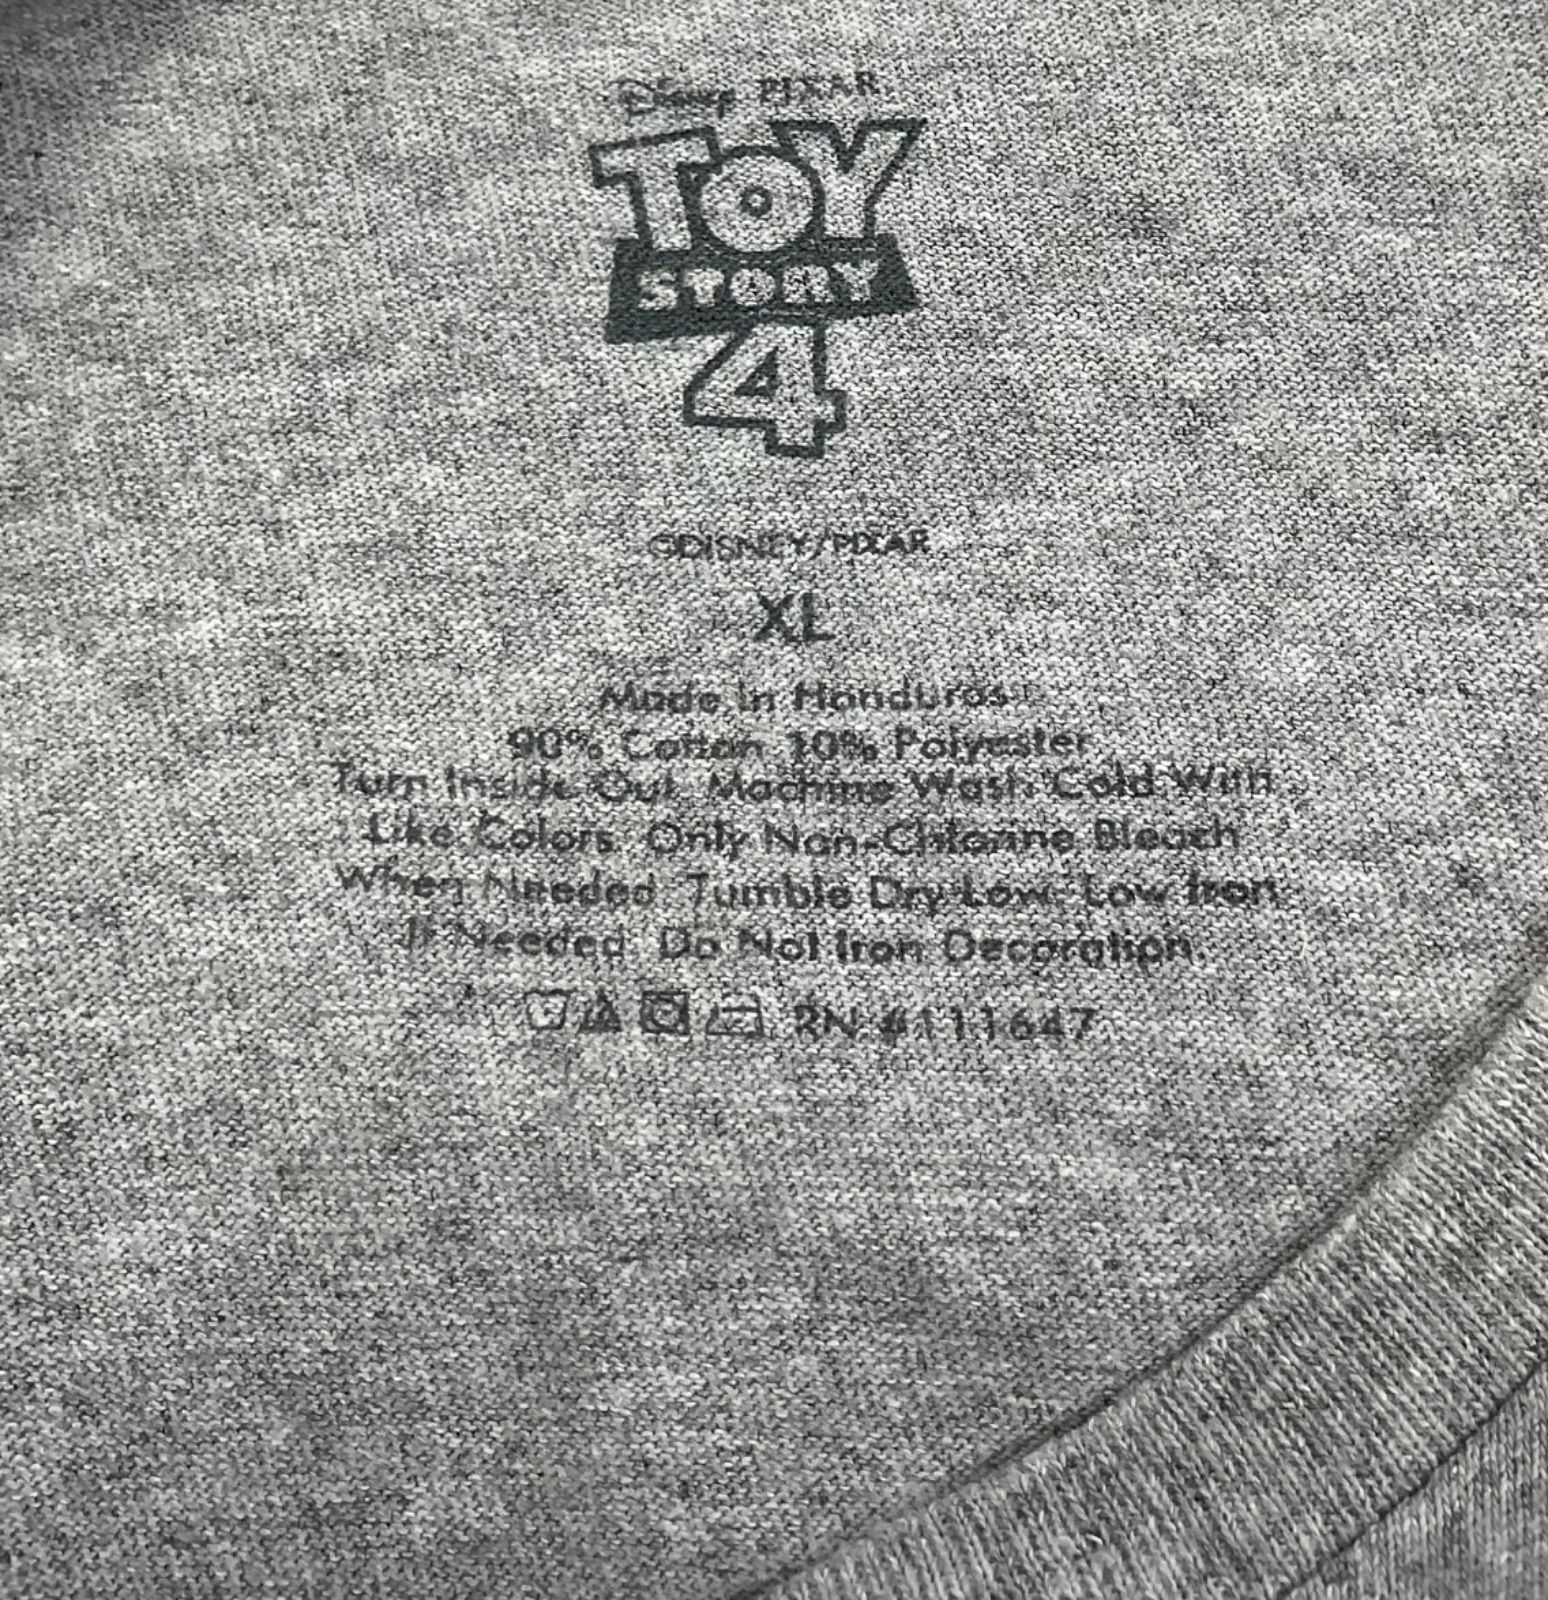 Disney PIXAR
TOY
STORY
4
©DISNEY/PIXAR
XL
Made in Honduras
90% Cotton 10% Polyester
Turn Inside Out. Machine Wash Cold With
Like Colors. Only Non-Chlorine Bleach
When Needed. Tumble Dry Low. Low Iron
If Needed. Do Not Iron Decoration.
RN #111647